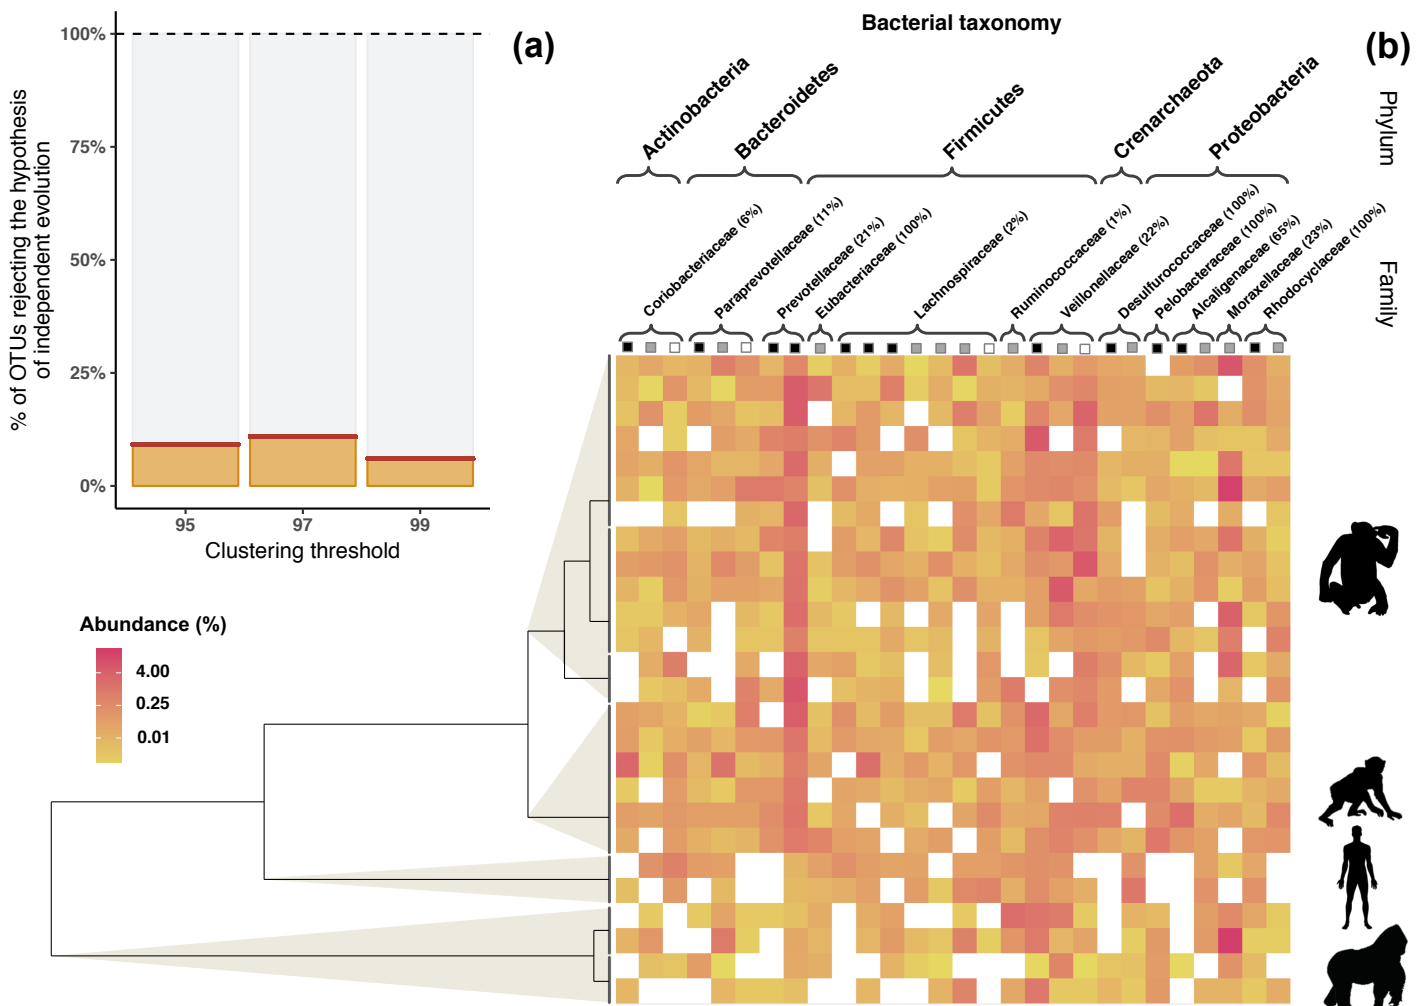 (a)
100%
75%
50%
25%
0%
% of OTUs rejecting the hypothesis
of independent evolution
95
97
99
Clustering threshold
Abundance (%)
4.00
0.25
0.01
(b)
Bacterial taxonomy
Phylum
Actinobacteria
Bacteroidetes
Firmicutes
Crenarchaeota
Proteobacteria
Family
Coriobacteriaceae (6%)
Paraprevotellaceae (11%)
Prevotellaceae (21%)
Eubacteriaceae (100%)
Lachnospiraceae (2%)
Ruminococcaceae (1%)
Veillonellaceae (22%)
Desulfurococcaceae (100%)
Pelobacteraceae (100%)
Alcaligenaceae (65%)
Moraxellaceae (23%)
Rhodocyclaceae (100%)